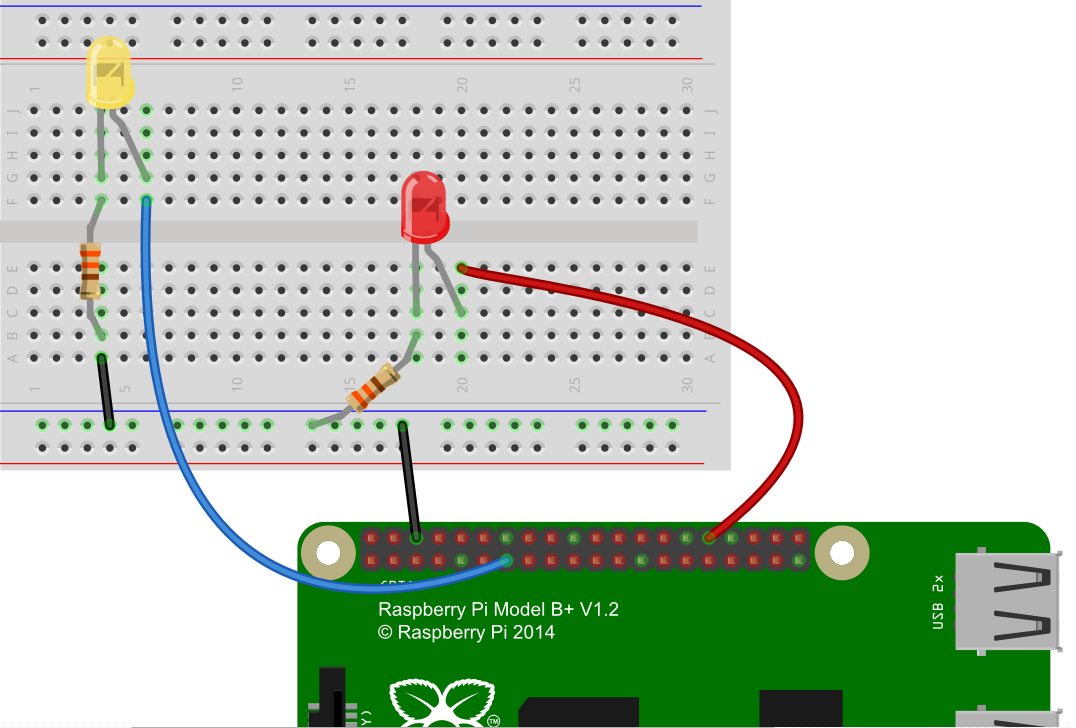 1 10 15 20 25 30
J J
I I
H H
G G
F F
E E
D D
C C
B B
A A
1 5 10 15 20 25 30
Raspberry Pi Model B+ V1.2
© Raspberry Pi 2014
USB 2x
TM